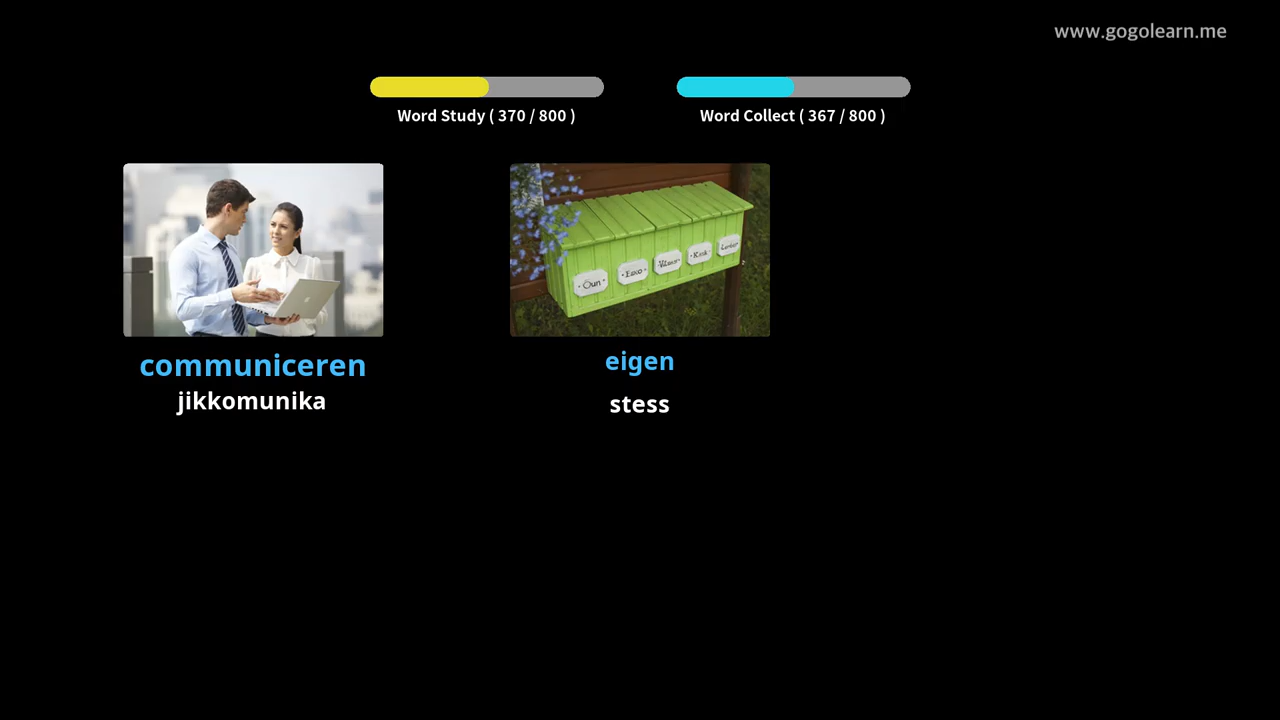 www.gogolearn.me
Word Study ( 370 / 800 )
Word Collect ( 367 / 800 )
communiceren
jikkomunika
eigen
stess